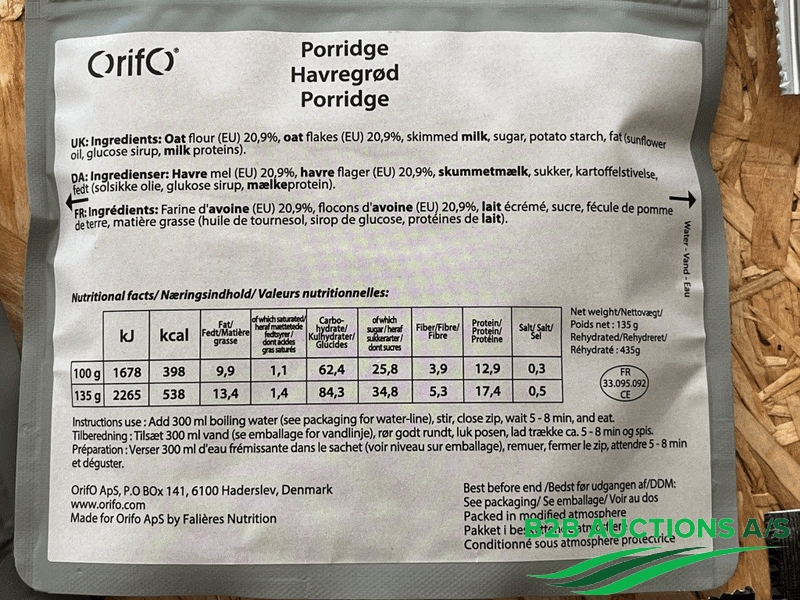 OrifO®
Porridge
Havregrød
Porridge
UK: Ingredients: Oat flour (EU) 20,9%, oat flakes (EU) 20,9%, skimmed milk, sugar, potato starch, fat (sunflower
oil, glucose sirup, milk proteins).
DA: Ingredienser: Havre mel (EU) 20,9%, havre flager (EU) 20,9%, skummetmælk, sukker, kartoffelstivelse,
fedt (solsikke olie, glukose sirup, mælkeprotein).
FR: Ingrédients: Farine d'avoine (EU) 20,9%, flocons d'avoine (EU) 20,9%, lait écrémé, sucre, fécule de pomme
de terre, matière grasse (huile de tournesol, sirop de glucose, protéines de lait).
Water - Vand - Eau
Nutritional facts/ Næringsindhold/ Valeurs nutritionnelles:
kJ kcal Fat/ Fedt/Matière grasse of which saturated/ heraf mættetede fedtsyrer/ dont acides gras saturés Carbo-hydrate/ Kulhydrater/ Glucides of which sugar/heraf sukkerarter/ dont sucres Fiber/Fibre/ Fibre Protein/ Protein/ Protéine Salt/ Salt/ Sel
100 g 1678 398 9,9 1,1 62,4 25,8 3,9 12,9 0,3
135 g 2265 538 13,4 1,4 84,3 34,8 5,3 17,4 0,5
Net weight/Nettovægt/
Poids net : 135 g
Rehydrated/Rehydreret/
Réhydraté : 435g
FR
33.095.092
CE
Instructions use : Add 300 ml boiling water (see packaging for water-line), stir, close zip, wait 5 - 8 min, and eat.
Tilberedning : Tilsæt 300 ml vand (se emballage for vandlinje), rør godt rundt, luk posen, lad trække ca. 5 - 8 min og spis.
Préparation : Verser 300 ml d'eau frémissante dans le sachet (voir niveau sur emballage), remuer, fermer le zip, attendre 5 - 8 min
et déguster.
OrifO ApS, P.O BOx 141, 6100 Haderslev, Denmark
www.orifo.com
Made for Orifo ApS by Falières Nutrition
Best before end /Bedst før udgangen af/DDM:
See packaging/ Se emballage/ Voir au dos
Packed in modified atmosphere
Pakket i
Conditionné sous atmosphère protectrice
B2B AUCTIONS A/S